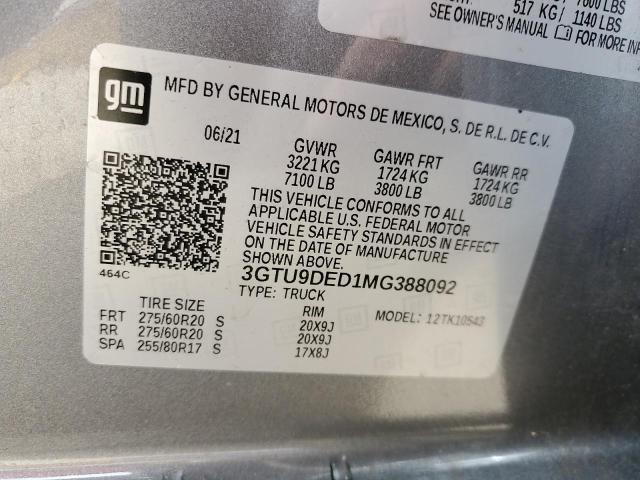 7600 LBS
517 KG/ 1140 LBS
SEE OWNER'S MANUAL FOR MORE INF
gm
MFD BY GENERAL MOTORS DE MEXICO, S. DE R.L. DE C.V.
06/21 GVWR GAWR FRT GAWR RR
3221 KG 1724 KG 1724 KG
7100 LB 3800 LB 3800 LB
THIS VEHICLE CONFORMS TO ALL
APPLICABLE U.S. FEDERAL MOTOR
VEHICLE SAFETY STANDARDS IN EFFECT
ON THE DATE OF MANUFACTURE
SHOWN ABOVE.
464C
3GTU9DED1MG388092
TYPE: TRUCK
TIRE SIZE RIM MODEL: 12TK10543
FRT 275/60R20 S 20X9J
RR 275/60R20 S 20X9J
SPA 255/80R17 S 17X8J